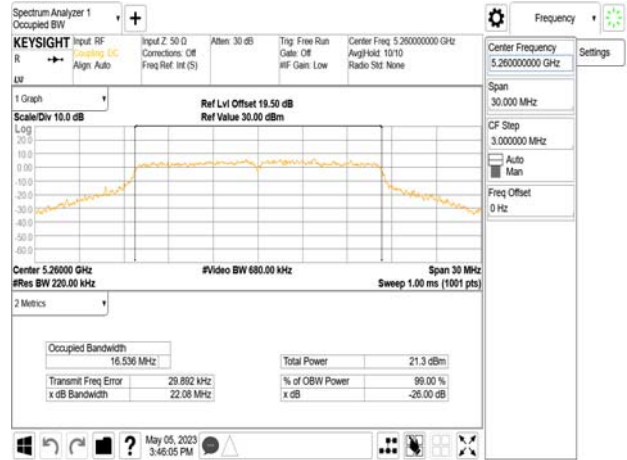 Spectrum Analyzer 1
Occupied BW
Frequency
KEYSIGHT
Input: RF
Coupling: DC
Align: Auto
Input Z: 50 Ω
Corrections: Off
Freq Ref: Int (S)
Atten: 30 dB
Trig: Free Run
Gate: Off
#IF Gain: Low
Center Freq: 5.260000000 GHz
Avg|Hold: 10/10
Radio Std: None
R
LXI
1 Graph
Scale/Div 10.0 dB
Ref Lvl Offset 19.50 dB
Ref Value 30.00 dBm
Log
20.0
10.0
0.00
-10.0
-20.0
-30.0
-40.0
-50.0
-60.0
Center 5.26000 GHz
#Video BW 680.00 kHz
Span 30 MHz
#Res BW 220.00 kHz
Sweep 1.00 ms (1001 pts)
2 Metrics
Occupied Bandwidth
16.536 MHz
Total Power
21.3 dBm
Transmit Freq Error
29.892 kHz
% of OBW Power
99.00 %
x dB Bandwidth
22.08 MHz
x dB
-26.00 dB
May 05, 2023
3:46:05 PM
Center Frequency
5.260000000 GHz
Settings
Span
30.000 MHz
CF Step
3.000000 MHz
Auto
Man
Freq Offset
0 Hz